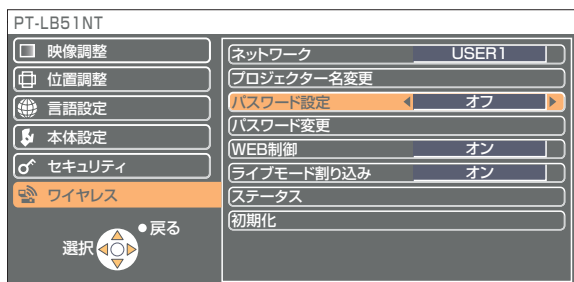 PT-LB51NT
映像調整
位置調整
言語設定
本体設定
セキュリティ
ワイヤレス
戻る
選択
ネットワーク USER1
プロジェクター名変更
パスワード設定 オフ
パスワード変更
WEB制御 オン
ライブモード割り込み オン
ステータス
初期化